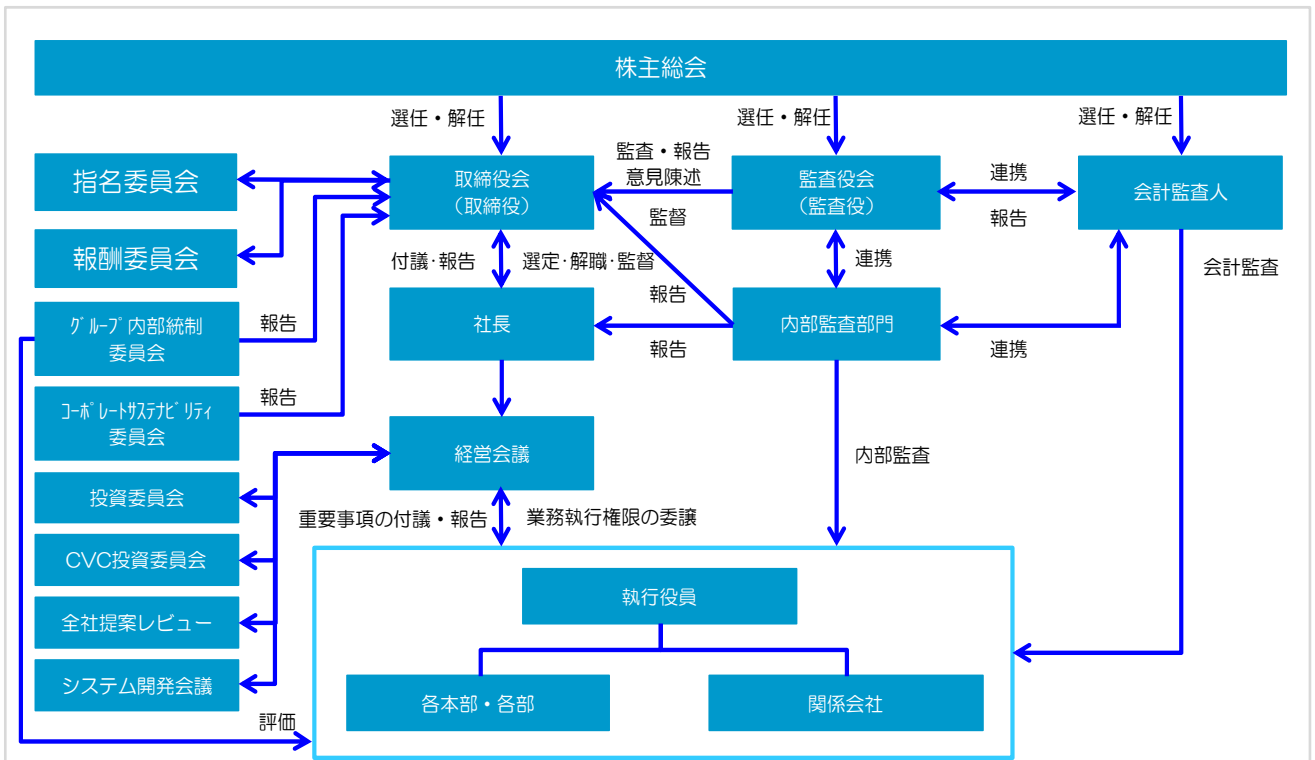 株主総会
選任・解任
選任・解任
選任・解任
指名委員会
取締役会
(取締役)
監査・報告
意見陳述
監督
監査役会
(監査役)
連携
報告
会計監査人
報酬委員会
付議・報告
選定・解職・監督
連携
会計監査
グループ内部統制
委員会
報告
社長
報告
報告
内部監査部門
連携
コーポレートサステナビリティ
委員会
報告
経営会議
内部監査
投資委員会
重要事項の付議・報告
業務執行権限の委譲
CVC投資委員会
執行役員
全社提案レビュー
システム開発会議
各本部・各部
関係会社
評価